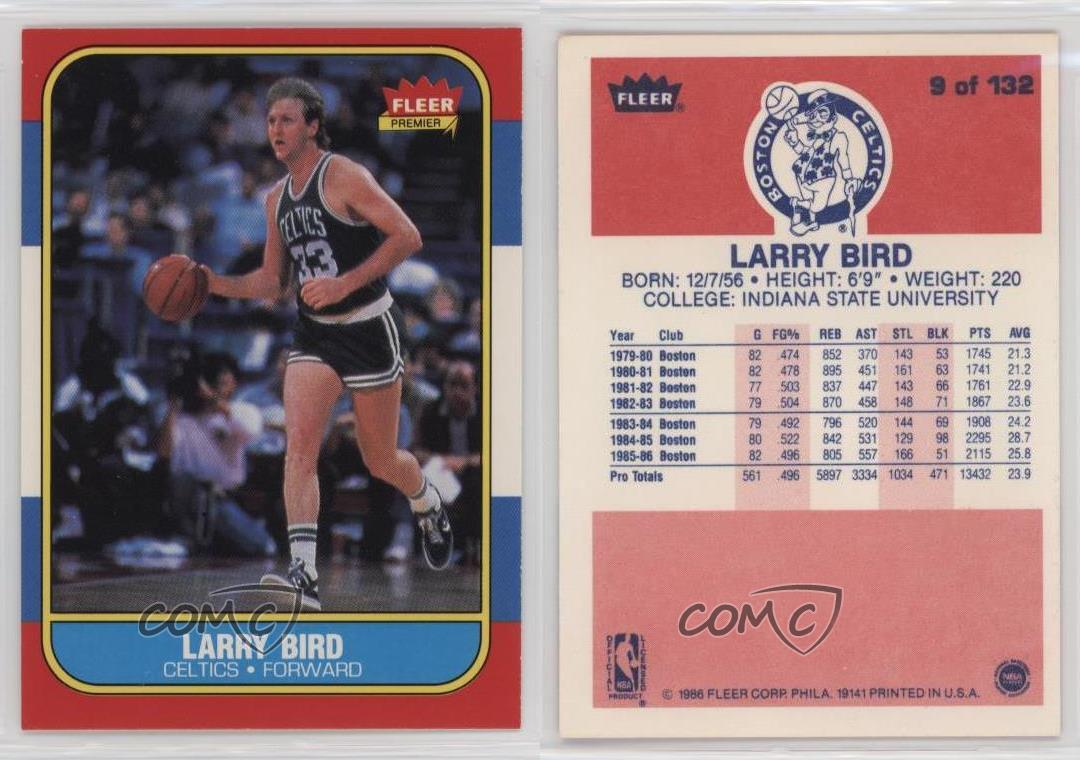 FLEER
PREMIER
CELTICS
33
LARRY BIRD
CELTICS • FORWARD
COMC
FLEER®
9 of 132
BOSTON CELTICS
®
LARRY BIRD
BORN: 12/7/56 • HEIGHT: 6'9" • WEIGHT: 220
COLLEGE: INDIANA STATE UNIVERSITY
Year Club G FG% REB AST STL BLK PTS AVG
1979-80 Boston 82 .474 852 370 143 53 1745 21.3
1980-81 Boston 82 .478 895 451 161 63 1741 21.2
1981-82 Boston 77 .503 837 447 143 66 1761 22.9
1982-83 Boston 79 .504 870 458 148 71 1867 23.6
1983-84 Boston 79 .492 796 520 144 69 1908 24.2
1984-85 Boston 80 .522 842 531 129 98 2295 28.7
1985-86 Boston 82 .496 805 557 166 51 2115 25.8
Pro Totals 561 .496 5897 3334 1034 471 13432 23.9
COMC
OFFICIAL LICENSED
NBA
PRODUCT ®
© 1986 FLEER CORP. PHILA. 19141 PRINTED IN U.S.A.
NBA